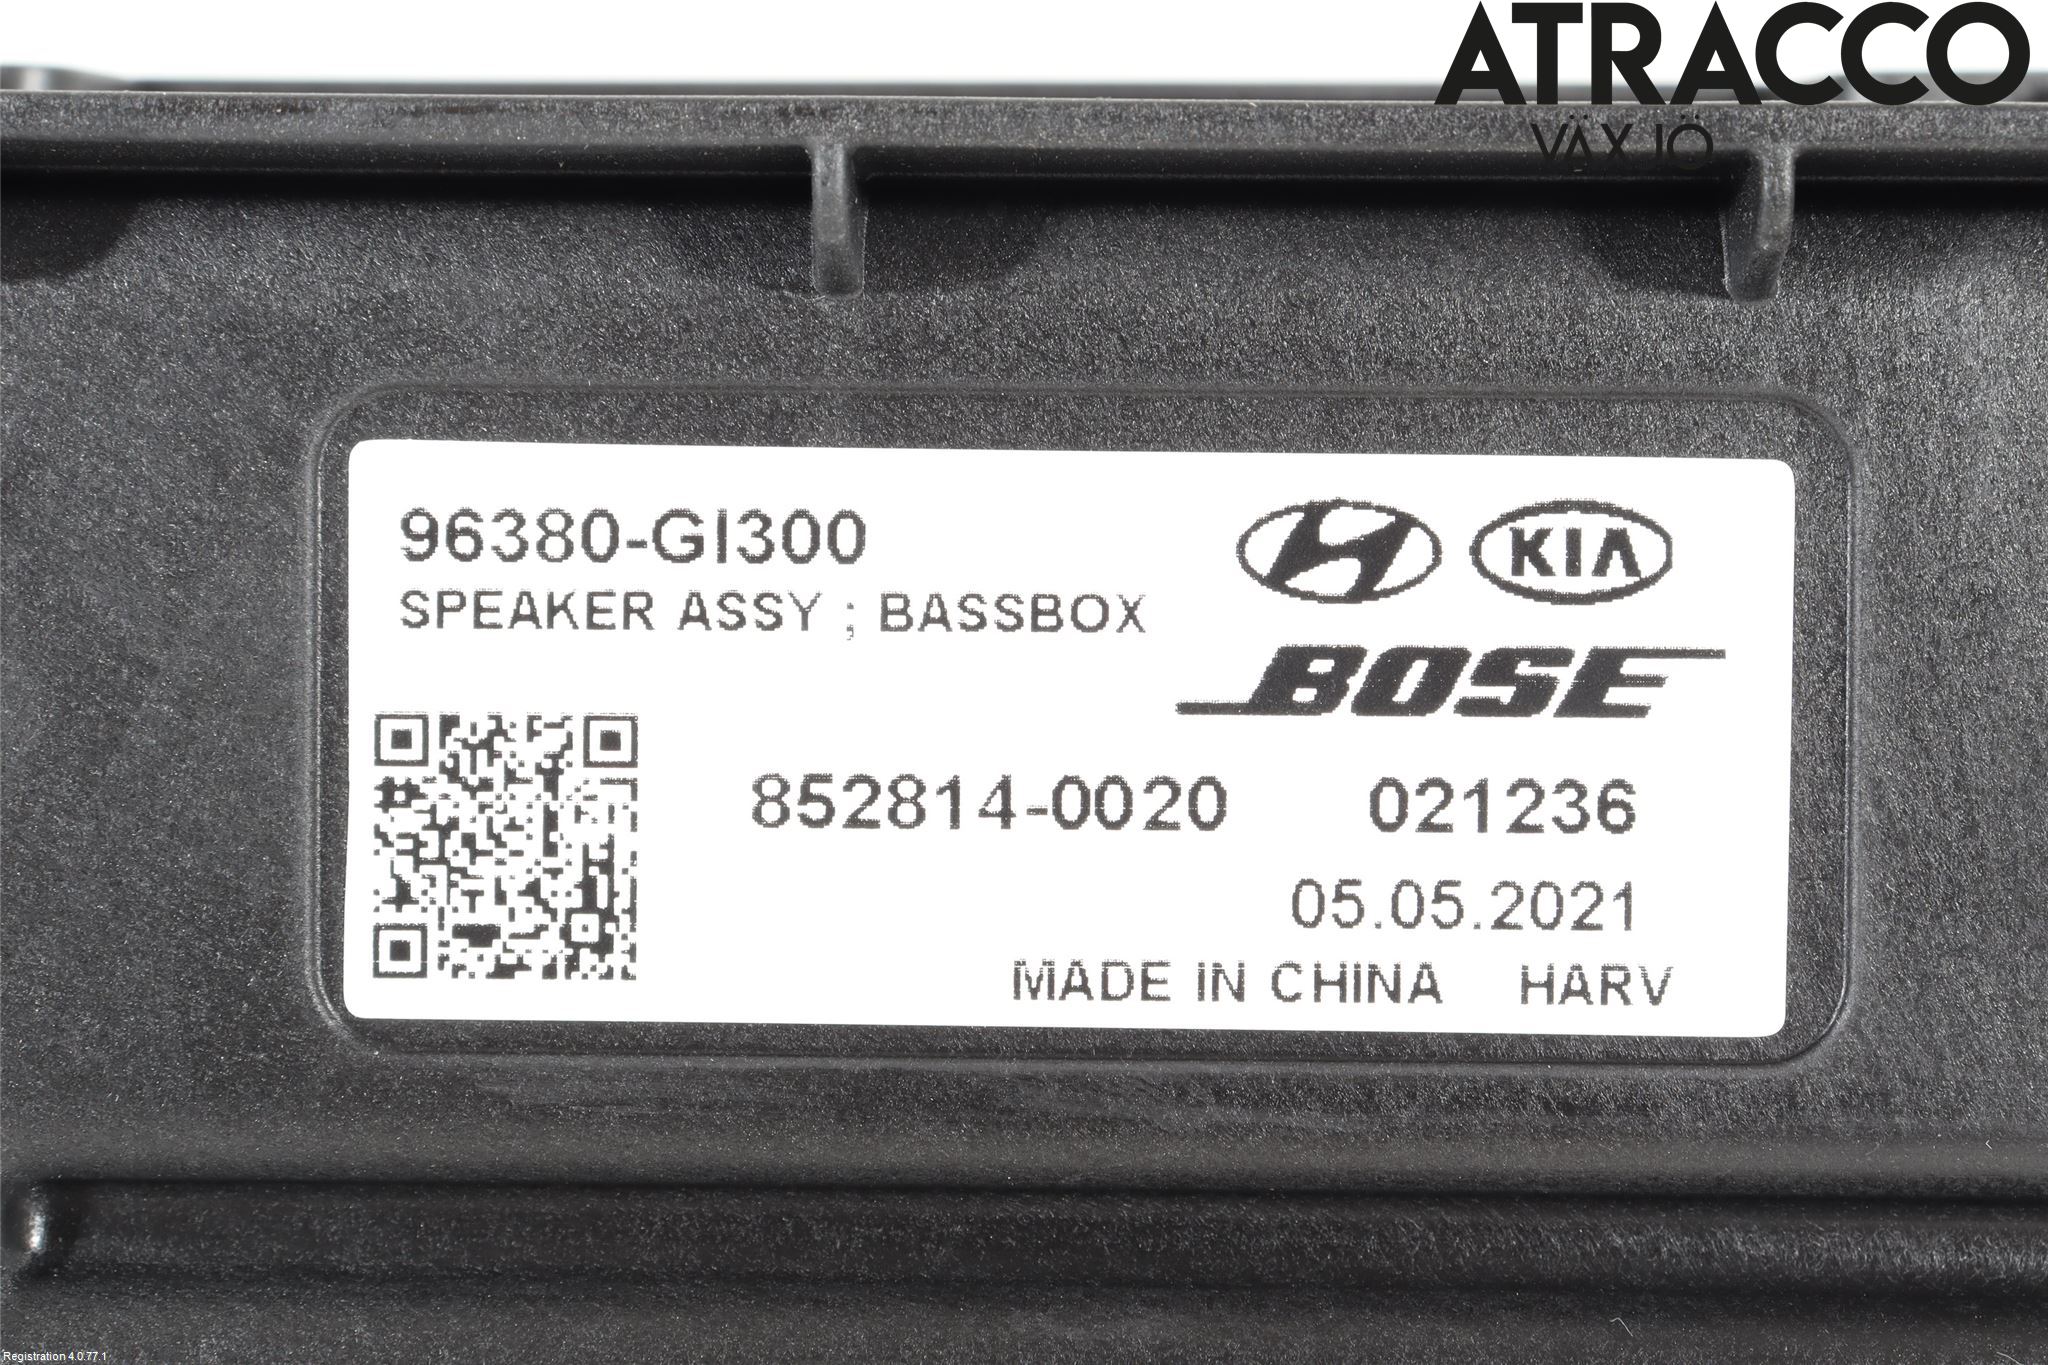 ATRACCO
VÄXJÖ
96380-GI300
KIA
SPEAKER ASSY ; BASSBOX
BOSE
852814-0020 021236
05.05.2021
MADE IN CHINA HARV
Registration 4.0.77.1